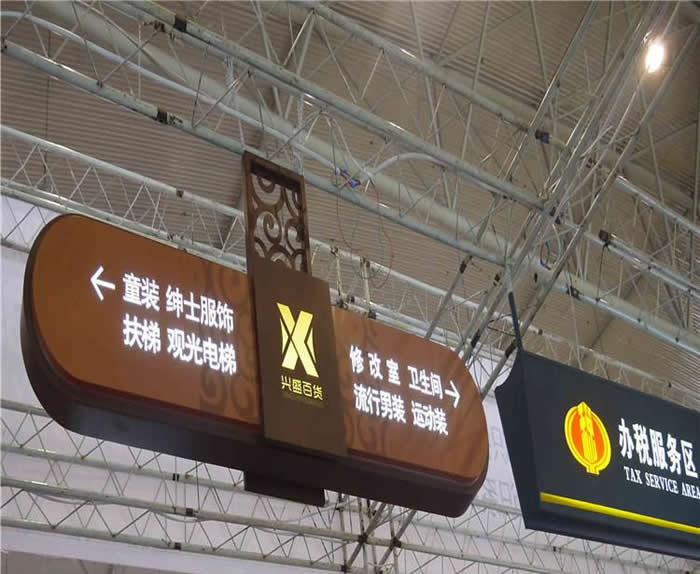 ← 童装 绅士服饰
扶梯 观光电梯
X
兴盛百货
修改室 卫生间 →
流行男装 运动装
办税服务区
TAX SERVICE AREA